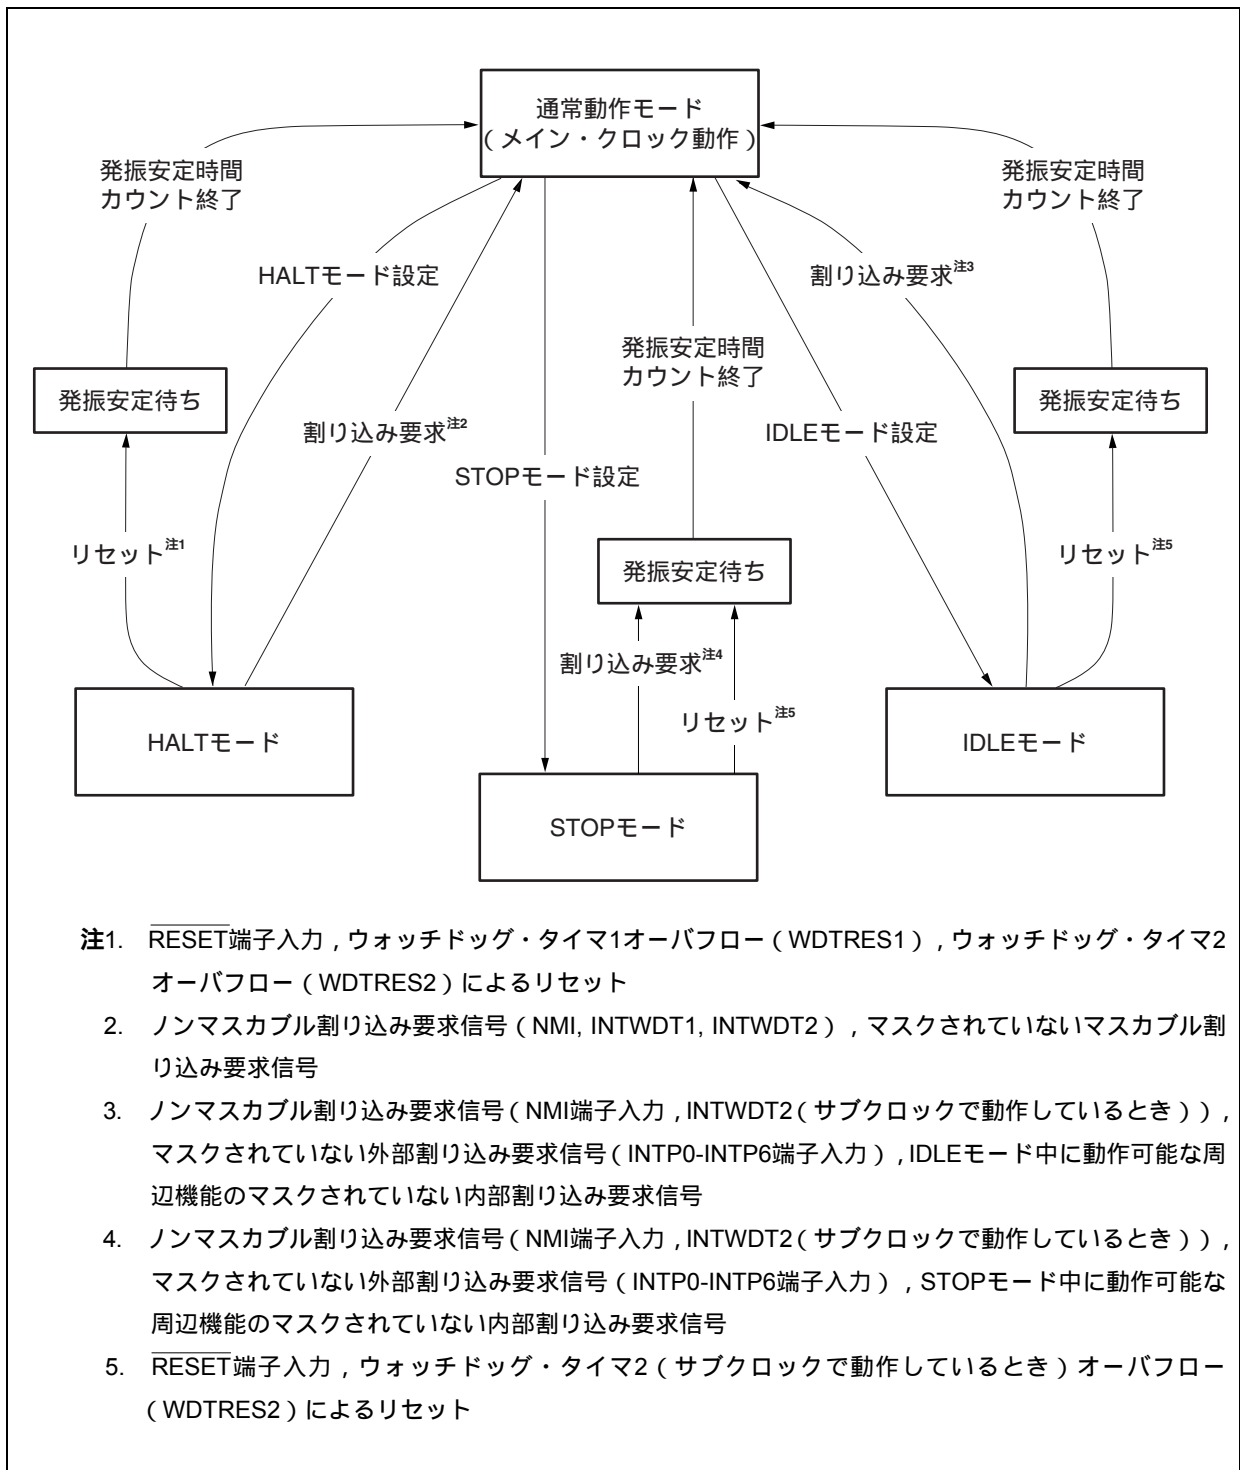 通常動作モード
（メイン・クロック動作）
発振安定時間
カウント終了
発振安定時間
カウント終了
HALTモード設定
割り込み要求注3
発振安定時間
カウント終了
発振安定待ち
発振安定待ち
割り込み要求注2
IDLEモード設定
STOPモード設定
リセット注1
発振安定待ち
リセット注5
割り込み要求注4
リセット注5
HALTモード
IDLEモード
STOPモード
注1. RESET端子入力，ウォッチドッグ・タイマ1オーバフロー（WDTRES1），ウォッチドッグ・タイマ2
オーバフロー（WDTRES2）によるリセット
2. ノンマスカブル割り込み要求信号（NMI, INTWDT1, INTWDT2），マスクされていないマスカブル割
り込み要求信号
3. ノンマスカブル割り込み要求信号（NMI端子入力，INTWDT2（サブクロックで動作しているとき）），
マスクされていない外部割り込み要求信号（INTP0-INTP6端子入力），IDLEモード中に動作可能な周
辺機能のマスクされていない内部割り込み要求信号
4. ノンマスカブル割り込み要求信号（NMI端子入力，INTWDT2（サブクロックで動作しているとき）），
マスクされていない外部割り込み要求信号（INTP0-INTP6端子入力），STOPモード中に動作可能な
周辺機能のマスクされていない内部割り込み要求信号
5. RESET端子入力，ウォッチドッグ・タイマ2（サブクロックで動作しているとき）オーバフロー
（WDTRES2）によるリセット